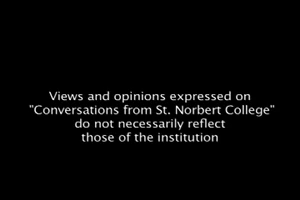 Views and opinions expressed on
"Conversations from St. Norbert College"
do not necessarily reflect
those of the institution